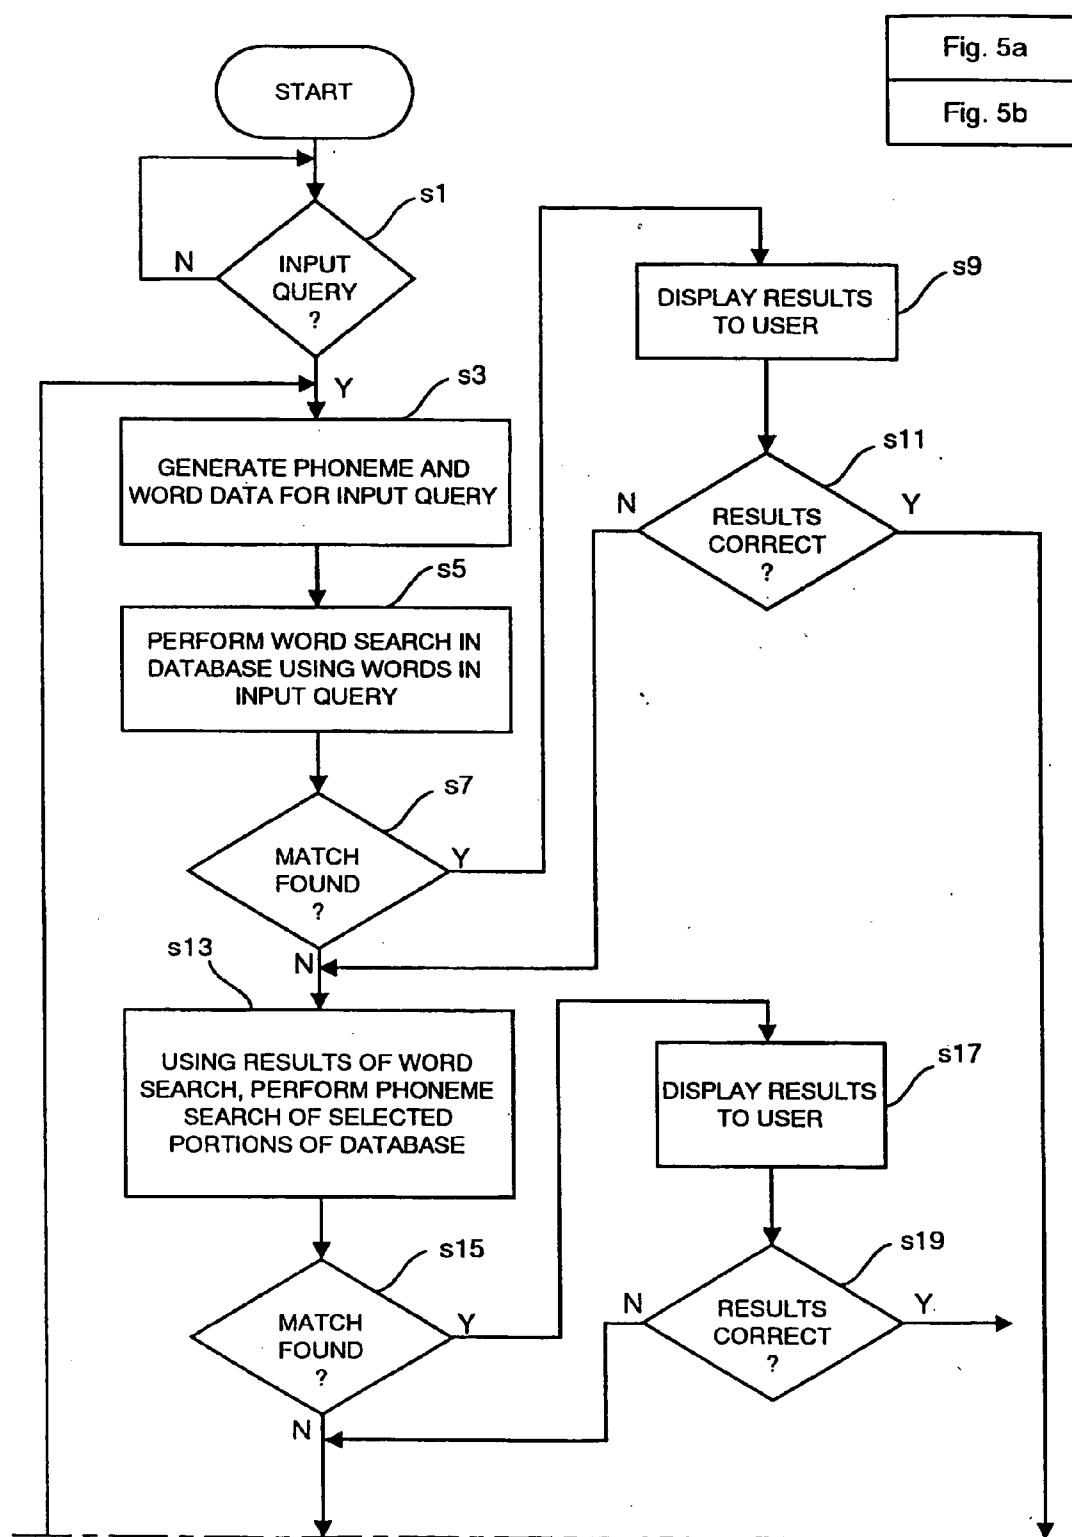 Fig. 5a
Fig. 5b
START
s1
N
INPUT
QUERY
?
Y
s3
GENERATE PHONEME AND
WORD DATA FOR INPUT QUERY
s5
PERFORM WORD SEARCH IN
DATABASE USING WORDS IN
INPUT QUERY
s7
MATCH
FOUND
?
Y
N
s9
DISPLAY RESULTS
TO USER
s11
N
RESULTS
CORRECT
?
Y
s13
USING RESULTS OF WORD
SEARCH, PERFORM PHONEME
SEARCH OF SELECTED
PORTIONS OF DATABASE
s15
MATCH
FOUND
?
Y
N
s17
DISPLAY RESULTS
TO USER
s19
N
RESULTS
CORRECT
?
Y